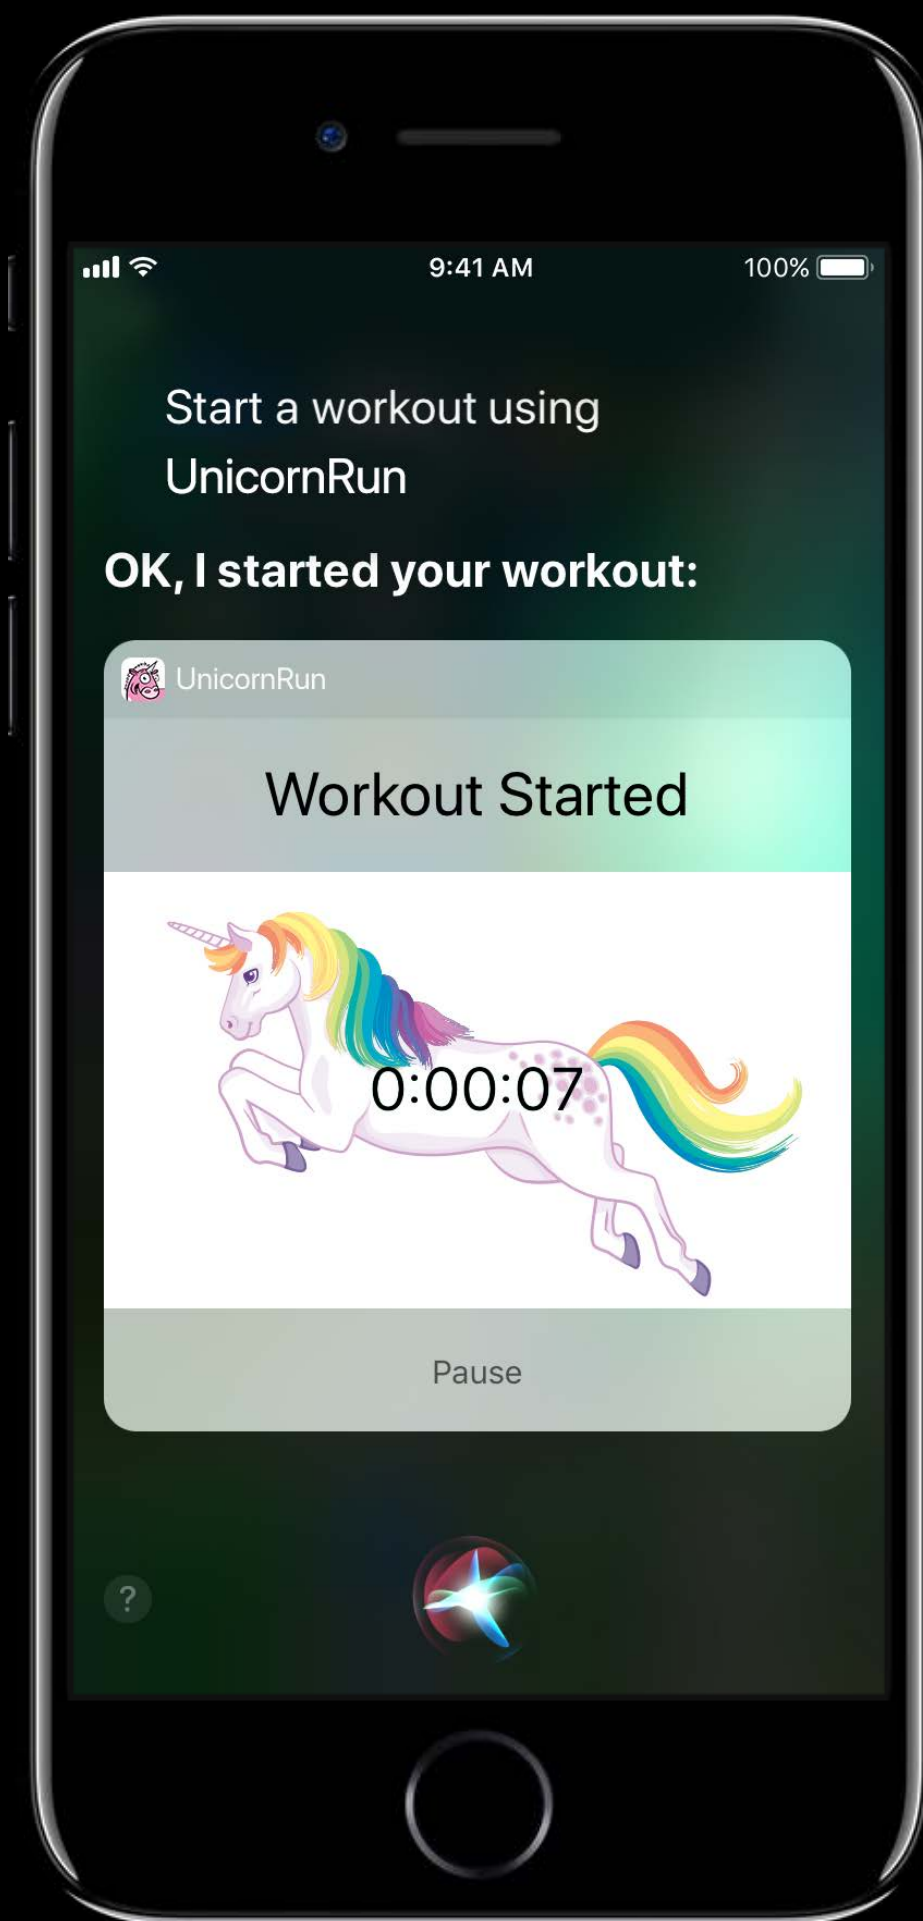 9:41 AM 100%
Start a workout using
UnicornRun
OK, I started your workout:
UnicornRun
Workout Started
0:00:07
Pause
?